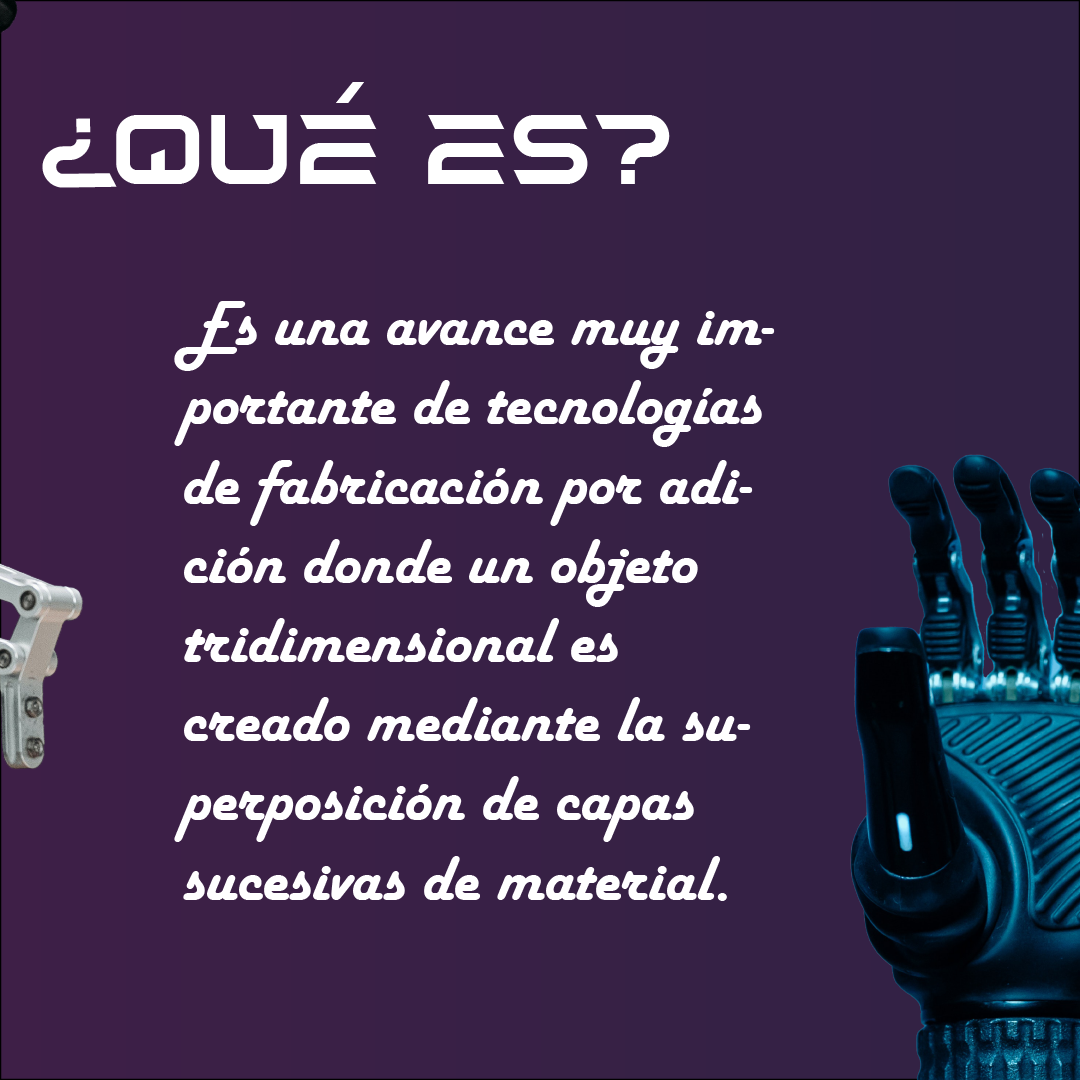 ¿QUÉ ES?
Es una avance muy im-
portante de tecnologías
de fabricación por adi-
ción donde un objeto
tridimensional es
creado mediante la su-
perposición de capas
sucesivas de material.